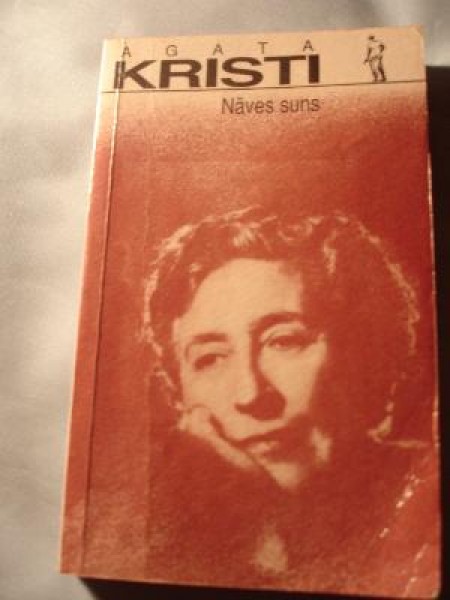 AGATA
KRISTI
Nāves suns